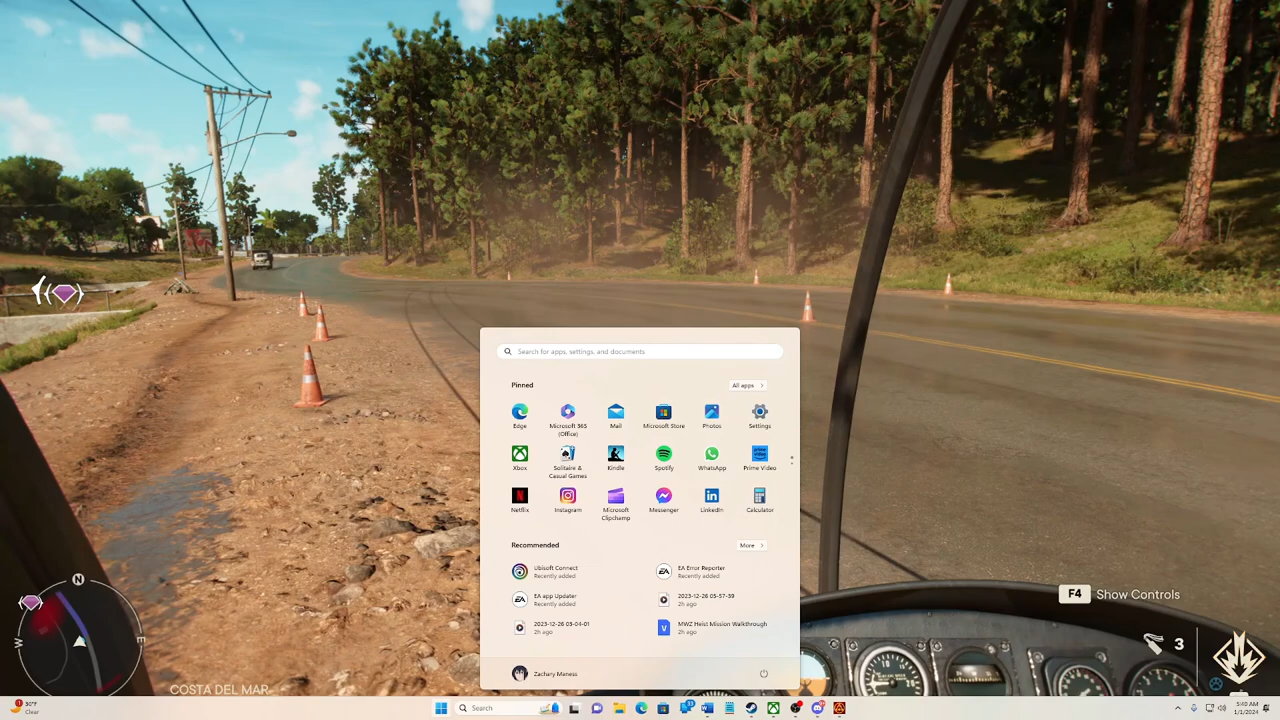 Search for apps, settings, and documents
Pinned
All apps
Edge
Microsoft 365
(Office)
Mail
Microsoft Store
Photos
Settings
Xbox
Solitaire &
Casual Games
Kindle
Spotify
WhatsApp
Prime Video
Netflix
Instagram
Microsoft
Clipchamp
Messenger
LinkedIn
Calculator
Recommended
More
Ubisoft Connect
Recently added
EA Error Reporter
Recently added
EA app Updater
Recently added
2023-12-26 05-57-39
2h ago
2023-12-26 05-04-01
2h ago
MWZ Heist Mission Walkthrough
2h ago
Zachary Maness
F4 Show Controls
3
N
W
E
COSTA DEL MAR
30°F
Clear
Search
5:40 AM
1/1/2024